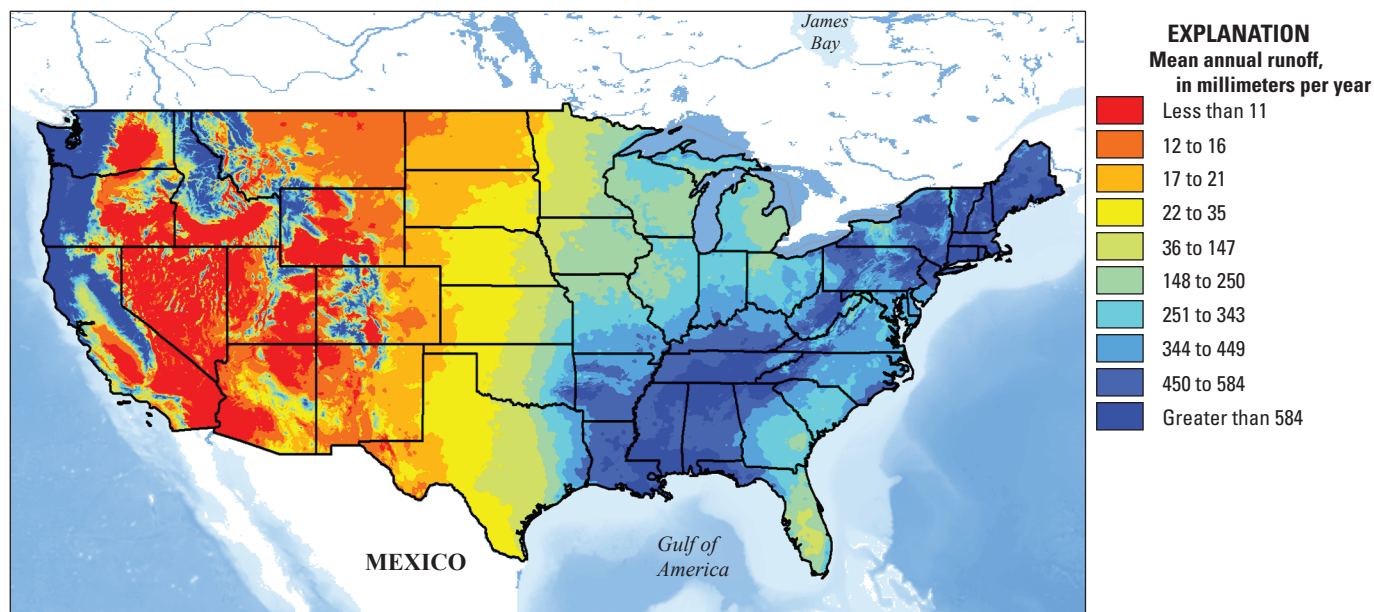 James
Bay
MEXICO
Gulf of
America
EXPLANATION
Mean annual runoff,
in millimeters per year
Less than 11
12 to 16
17 to 21
22 to 35
36 to 147
148 to 250
251 to 343
344 to 449
450 to 584
Greater than 584